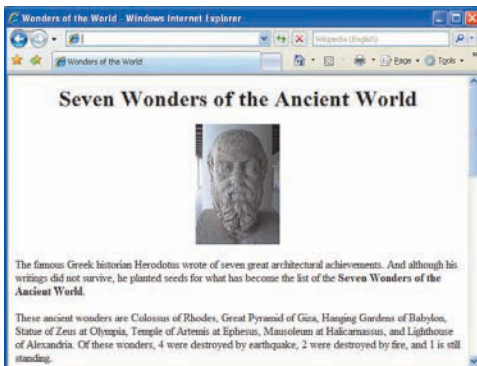 Wonders of the World - Windows Internet Explorer
Wikipedia (English)
Wonders of the World
Page
Tools
Seven Wonders of the Ancient World
The famous Greek historian Herodotus wrote of seven great architectural achievements. And although his
writings did not survive, he planted seeds for what has become the list of the Seven Wonders of the
Ancient World.
These ancient wonders are Colossus of Rhodes, Great Pyramid of Giza, Hanging Gardens of Babylon,
Statue of Zeus at Olympia, Temple of Artemis at Ephesus, Mausoleum at Halicarnassus, and Lighthouse
of Alexandria. Of these wonders, 4 were destroyed by earthquake, 2 were destroyed by fire, and 1 is still
standing.